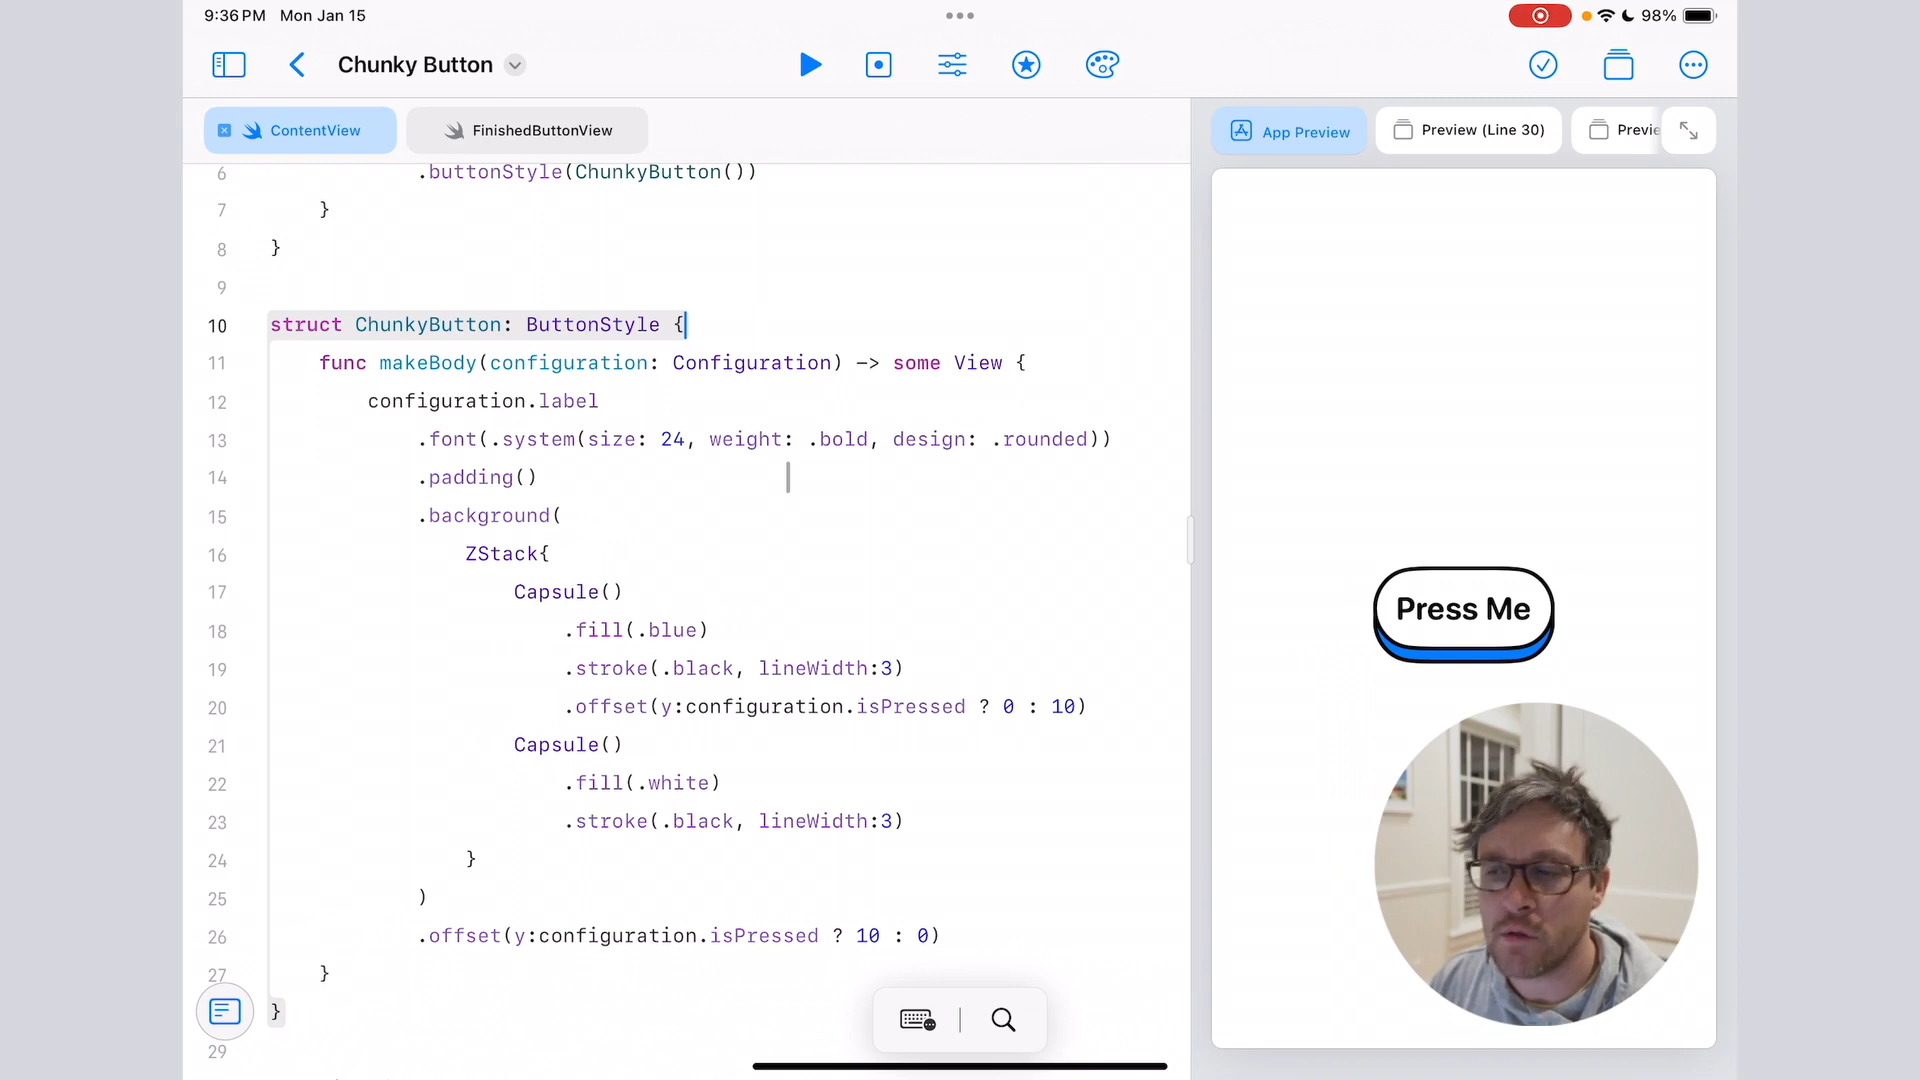 9:36 PM Mon Jan 15
98%
Chunky Button
ContentView
FinishedButtonView
App Preview
Preview (Line 30)
Previe
6 .buttonStyle(ChunkyButton())
7 }
8 }
9
10 struct ChunkyButton: ButtonStyle {
11 func makeBody(configuration: Configuration) -> some View {
12 configuration.label
13 .font(.system(size: 24, weight: .bold, design: .rounded))
14 .padding()
15 .background(
16 ZStack{
17 Capsule()
18 .fill(.blue)
19 .stroke(.black, lineWidth:3)
20 .offset(y:configuration.isPressed ? 0 : 10)
21 Capsule()
22 .fill(.white)
23 .stroke(.black, lineWidth:3)
24 }
25 )
26 .offset(y:configuration.isPressed ? 10 : 0)
27 }
}
29
Press Me